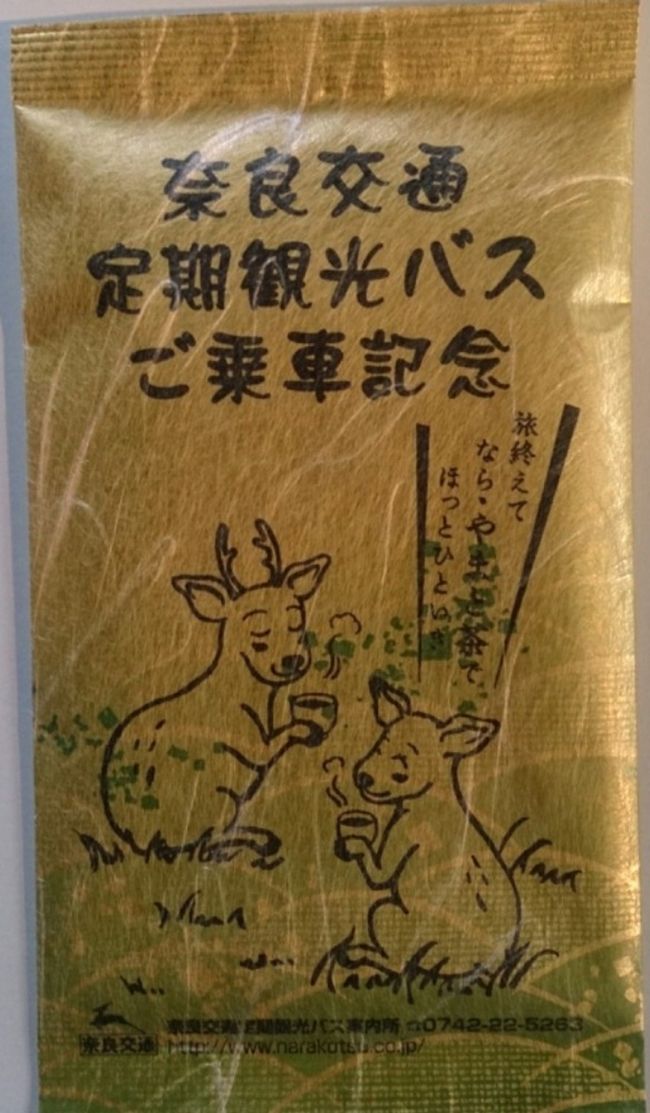 奈良交通
定期観光バス
ご乗車記念
旅終えて
なら・やまと茶で
ほっとひといき
奈良交通定期観光バス案内所 ☎0742-22-5263
奈良交通 http://www.narakotsu.co.jp/